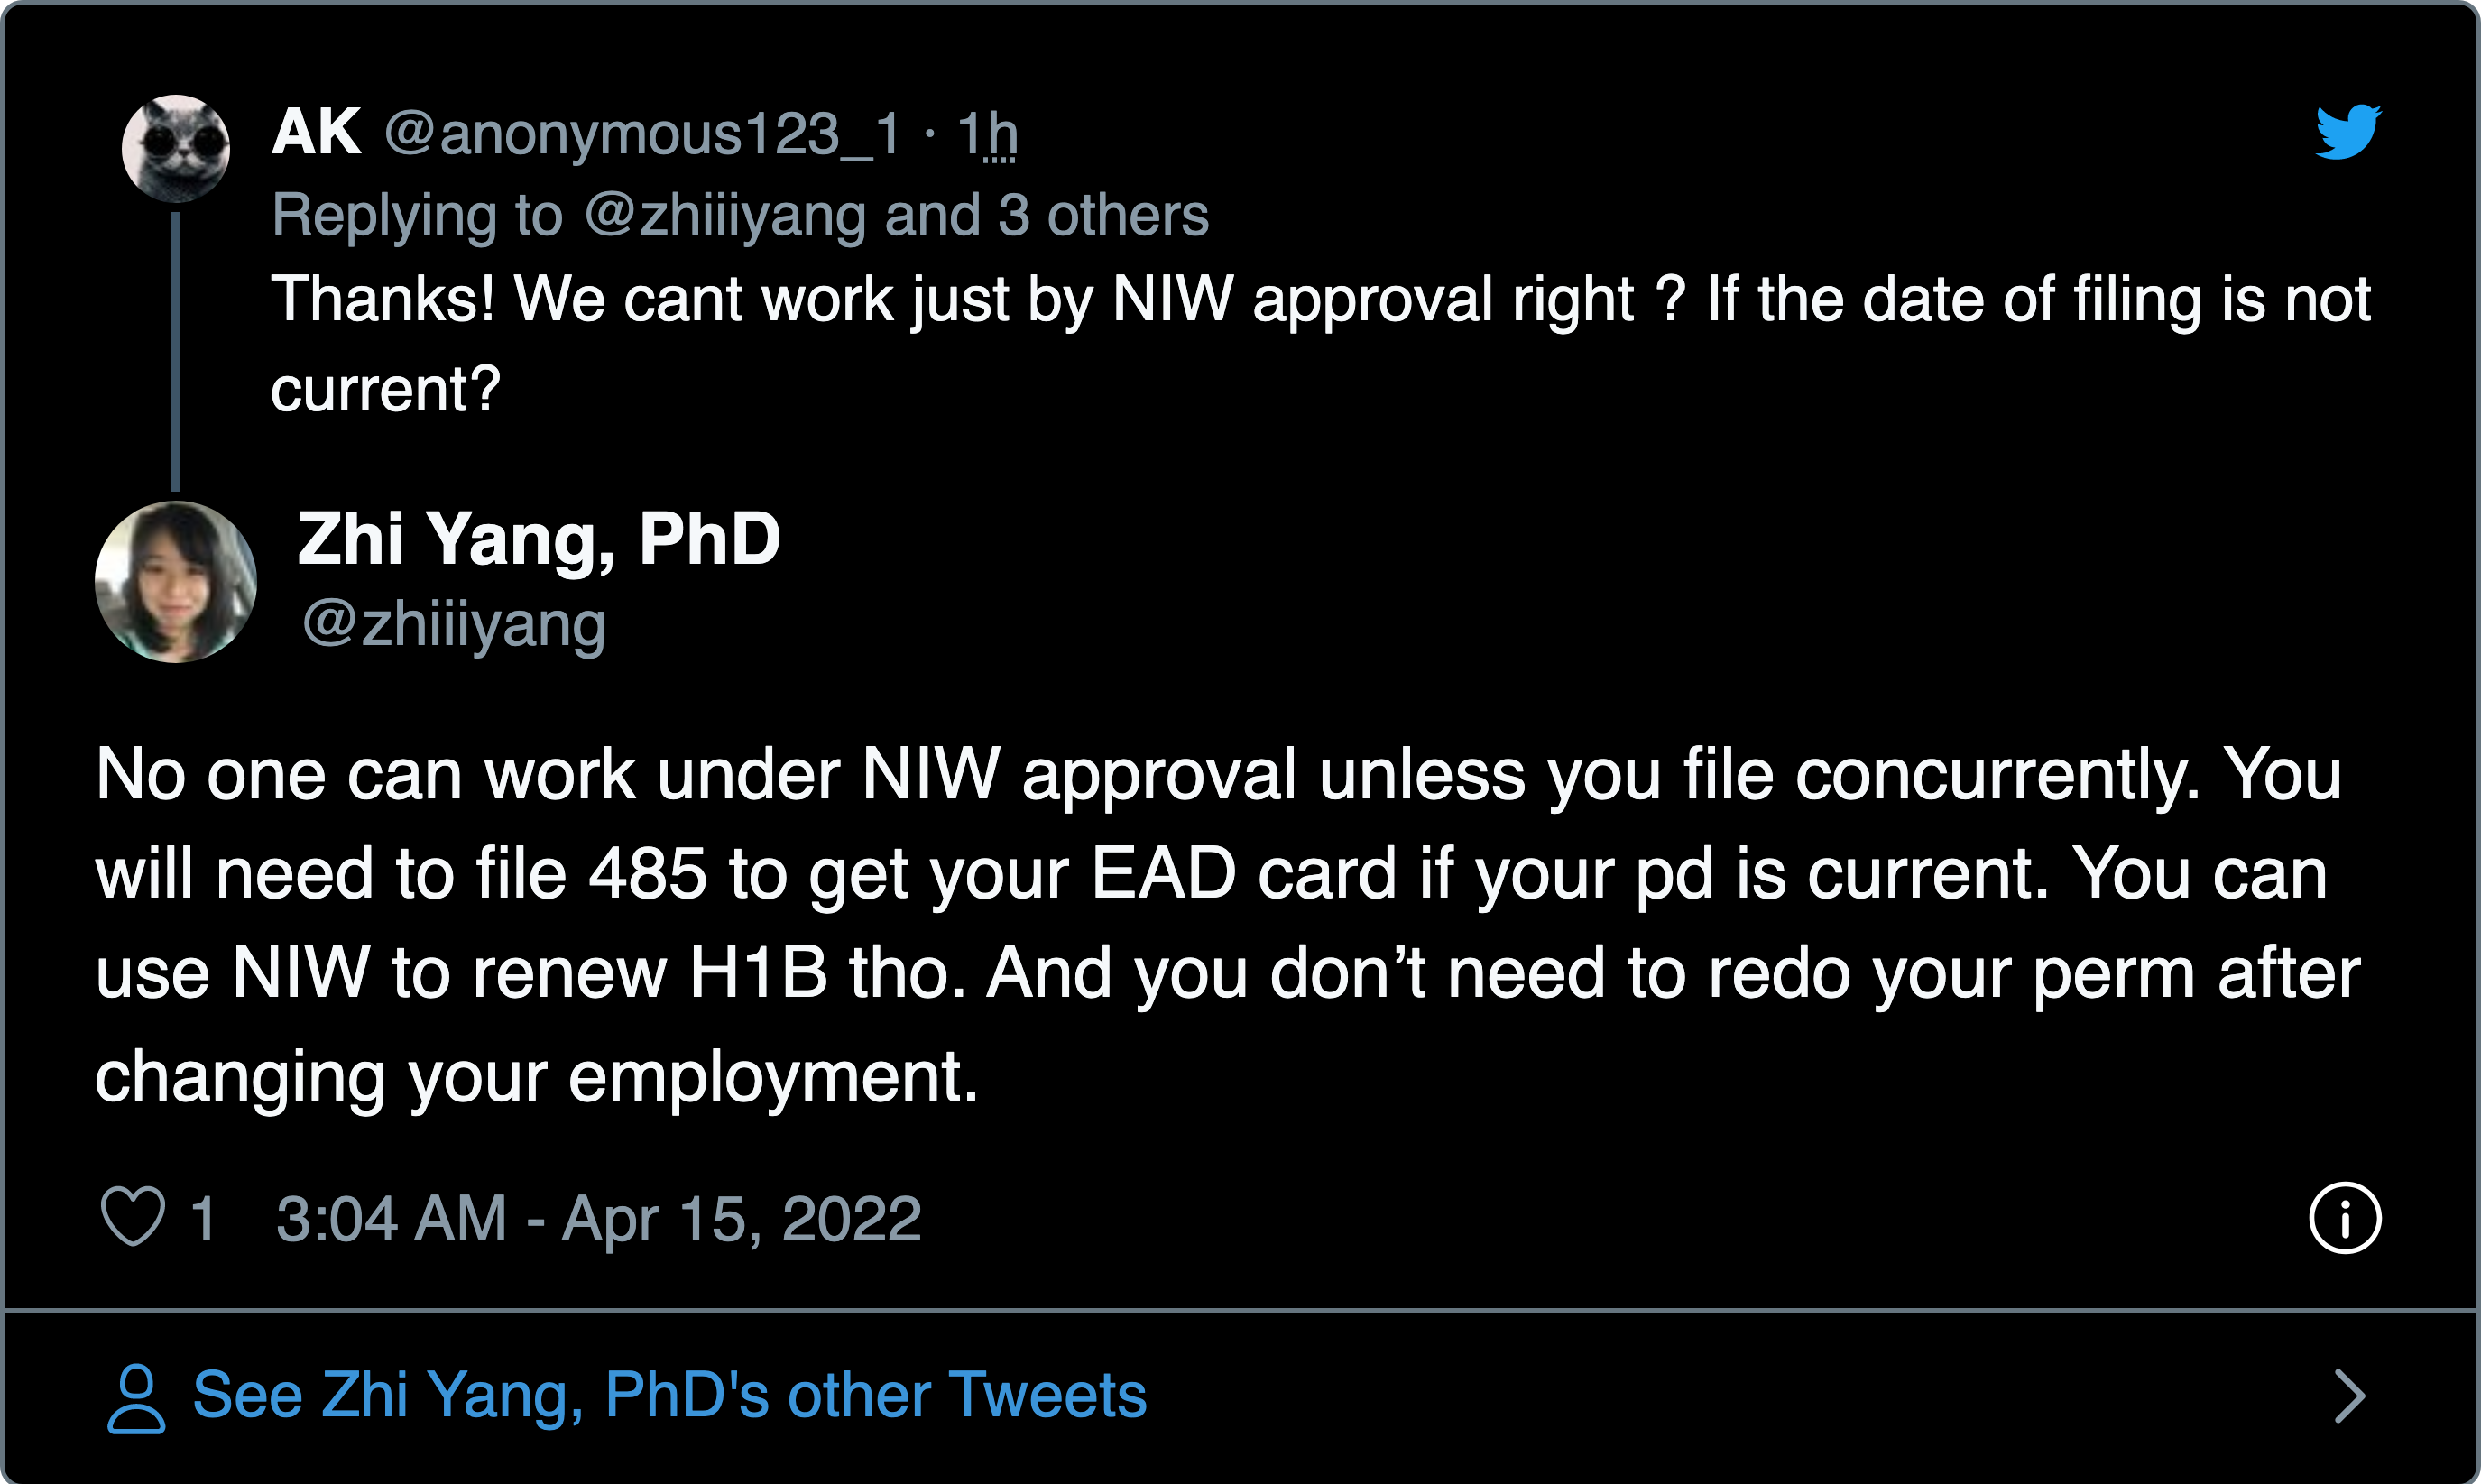 AK @anonymous123_1 · 1h
Replying to @zhiiiyang and 3 others
Thanks! We cant work just by NIW approval right ? If the date of filing is not
current?
Zhi Yang, PhD
@zhiiiyang
No one can work under NIW approval unless you file concurrently. You
will need to file 485 to get your EAD card if your pd is current. You can
use NIW to renew H1B tho. And you don’t need to redo your perm after
changing your employment.
1 3:04 AM - Apr 15, 2022
See Zhi Yang, PhD's other Tweets